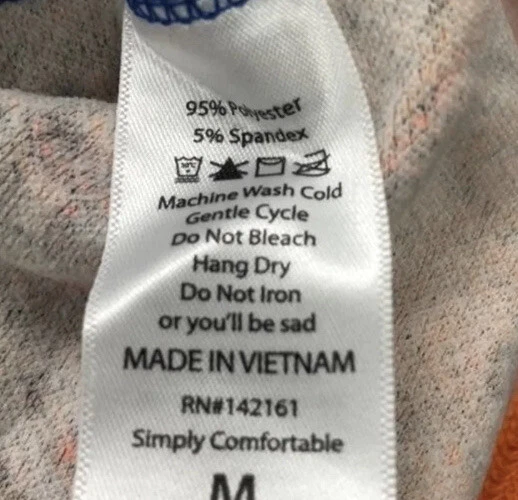 95% Polyester
5% Spandex
30°C
Machine Wash Cold
Gentle Cycle
Do Not Bleach
Hang Dry
Do Not Iron
or you'll be sad
MADE IN VIETNAM
RN#142161
Simply Comfortable
M